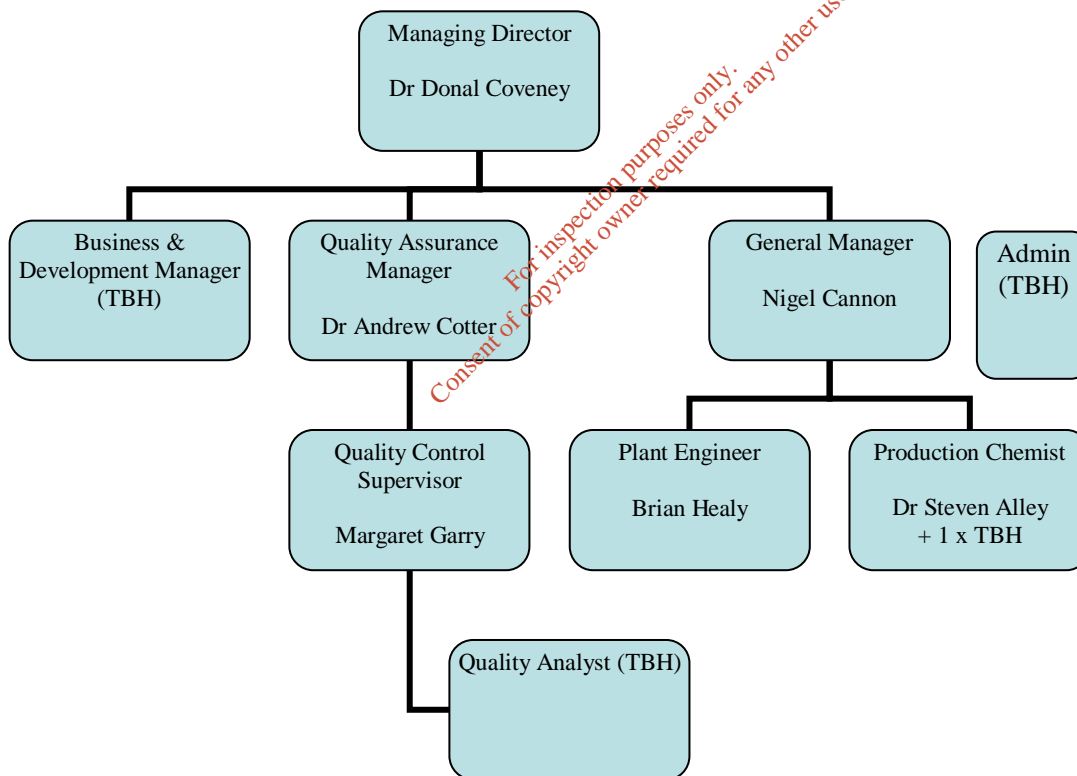 Managing Director
Dr Donal Coveney
Business &
Development Manager
(TBH)
Quality Assurance
Manager
Dr Andrew Cotter
General Manager
Nigel Cannon
Admin
(TBH)
Quality Control
Supervisor
Margaret Garry
Plant Engineer
Brian Healy
Production Chemist
Dr Steven Alley
+ 1 x TBH
Quality Analyst (TBH)
For inspection purposes only.
Consent of copyright owner required for any other